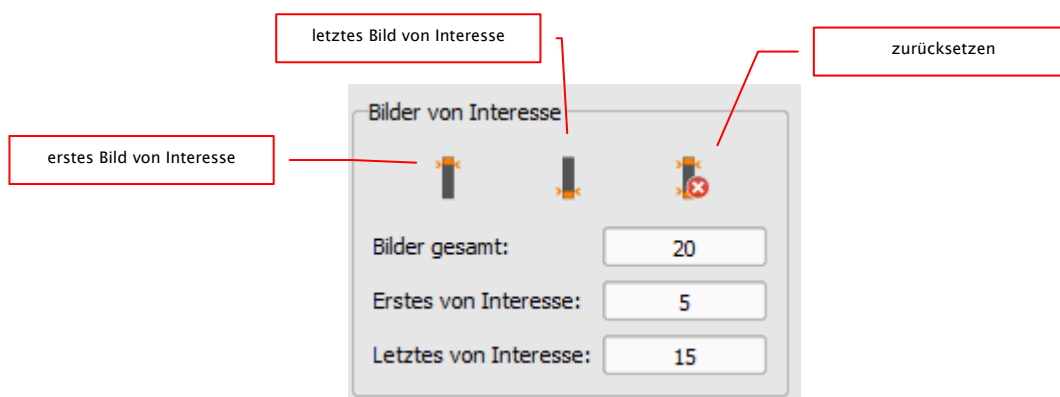 letztes Bild von Interesse
zurücksetzen
Bilder von Interesse
erstes Bild von Interesse
Bilder gesamt:
20
Erstes von Interesse:
5
Letztes von Interesse:
15